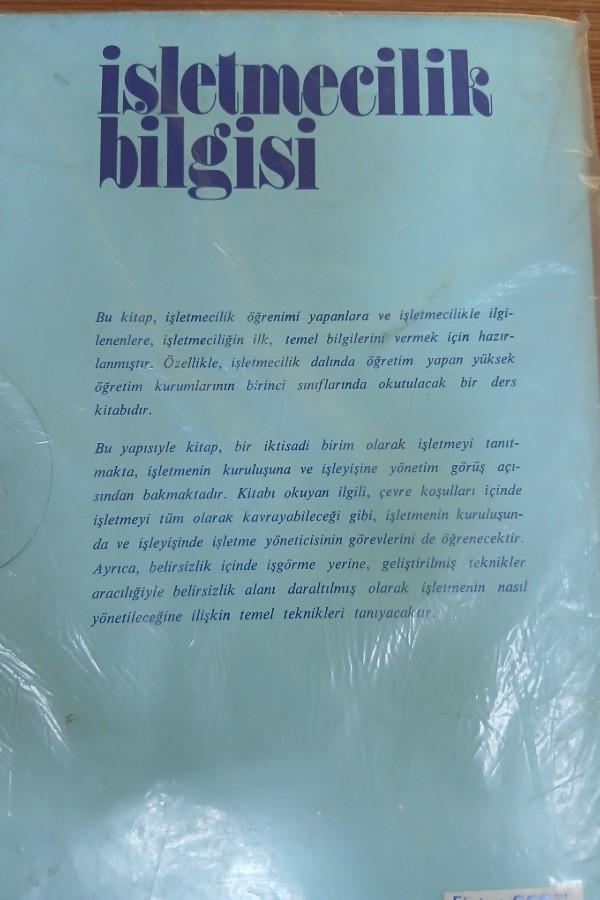 işletmecilik
bilgisi
Bu kitap, işletmecilik öğrenimi yapanlara ve işletmecilikle ilgi-
lenenlere, işletmeciliğin ilk, temel bilgilerini vermek için hazır-
lanmıştır. Özellikle, işletmecilik dalında öğretim yapan yüksek
öğretim kurumlarının birinci sınıflarında okutulacak bir ders
kitabıdır.
Bu yapısıyle kitap, bir iktisadi birim olarak işletmeyi tanıt-
makta, işletmenin kuruluşuna ve işleyişine yönetim görüş açı-
sından bakmaktadır. Kitabı okuyan ilgili, çevre koşulları içinde
işletmeyi tüm olarak kavrayabileceği gibi, işletmenin kuruluşun-
da ve işleyişinde işletme yöneticisinin görevlerini de öğrenecektir.
Ayrıca, belirsizlik içinde işgörme yerine, geliştirilmiş teknikler
aracılığiyle belirsizlik alanı daraltılmış olarak işletmenin nasıl
yönetileceğine ilişkin temel teknikleri tanıyacaktır.